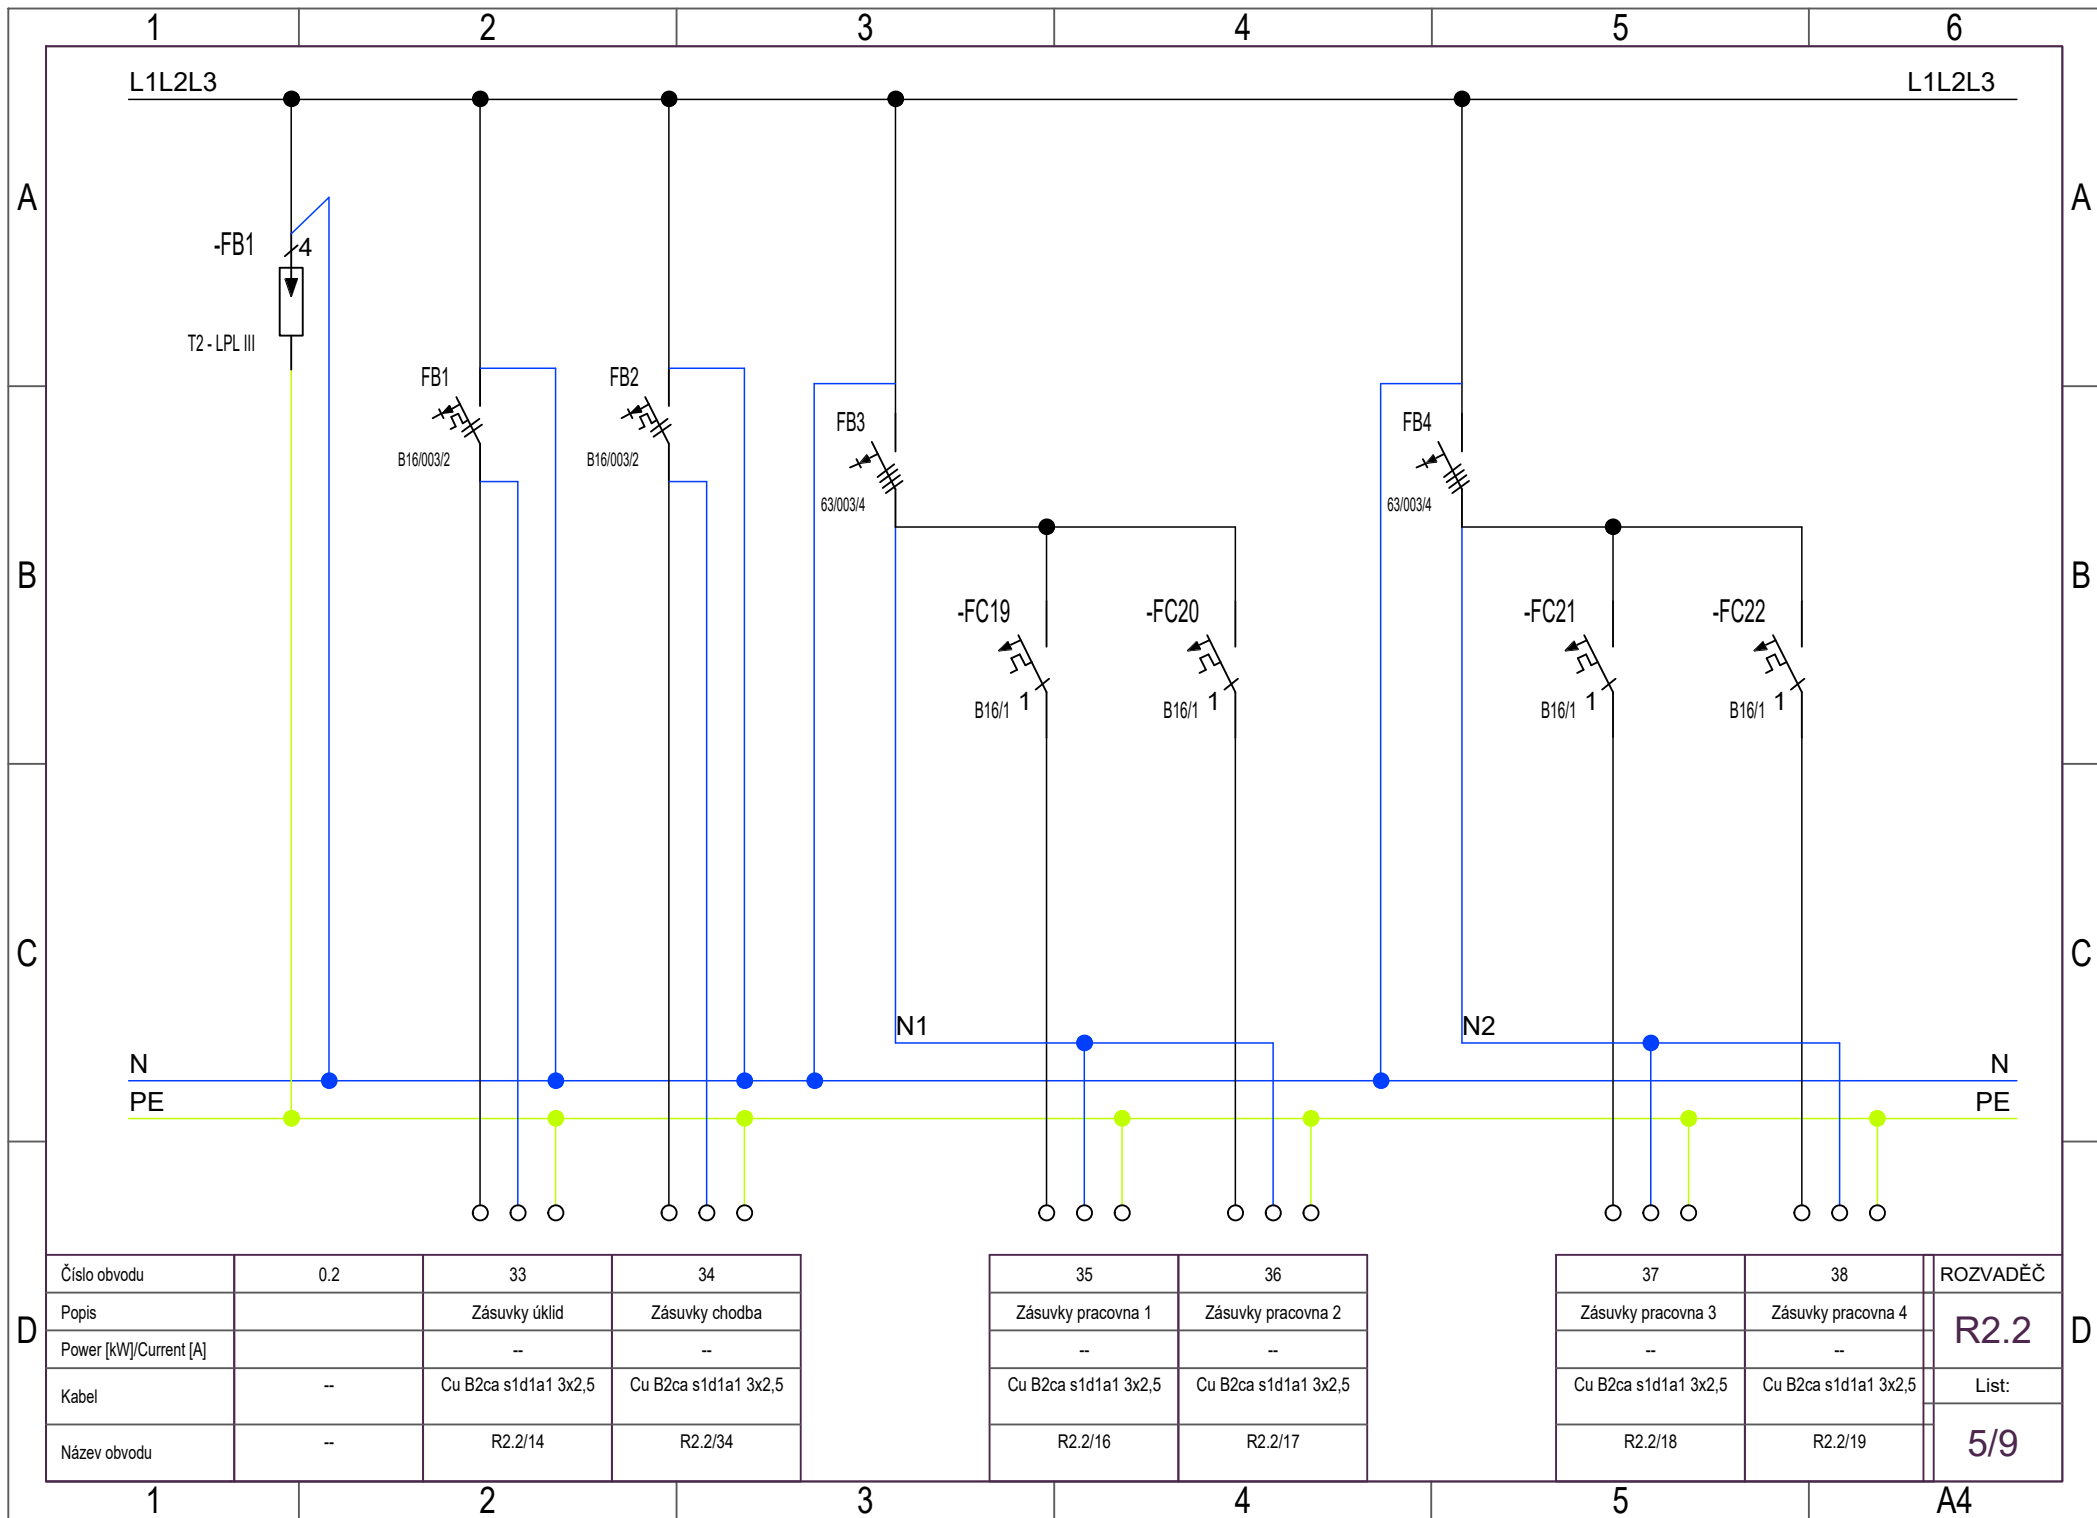 1 2 3 4 5 6
L1L2L3 L1L2L3
A A
-FB1 4
T2 - LPL III
FB1 FB2
B16/003/2 B16/003/2
FB3 FB4
63/003/4 63/003/4
B B
-FC19 -FC20 -FC21 -FC22
B16/1 1 B16/1 1 B16/1 1 B16/1 1
C C
N1 N2
N N
PE PE
Číslo obvodu 0.2 33 34 35 36 37 38 ROZVADĚČ
Popis Zásuvky úklid Zásuvky chodba Zásuvky pracovna 1 Zásuvky pracovna 2 Zásuvky pracovna 3 Zásuvky pracovna 4
D R2.2 D
Power [kW]/Current [A] -- -- -- -- -- --
Kabel -- Cu B2ca s1d1a1 3x2,5 Cu B2ca s1d1a1 3x2,5 Cu B2ca s1d1a1 3x2,5 Cu B2ca s1d1a1 3x2,5 Cu B2ca s1d1a1 3x2,5 Cu B2ca s1d1a1 3x2,5 List:
Název obvodu -- R2.2/14 R2.2/34 R2.2/16 R2.2/17 R2.2/18 R2.2/19 5/9
1 2 3 4 5 A4